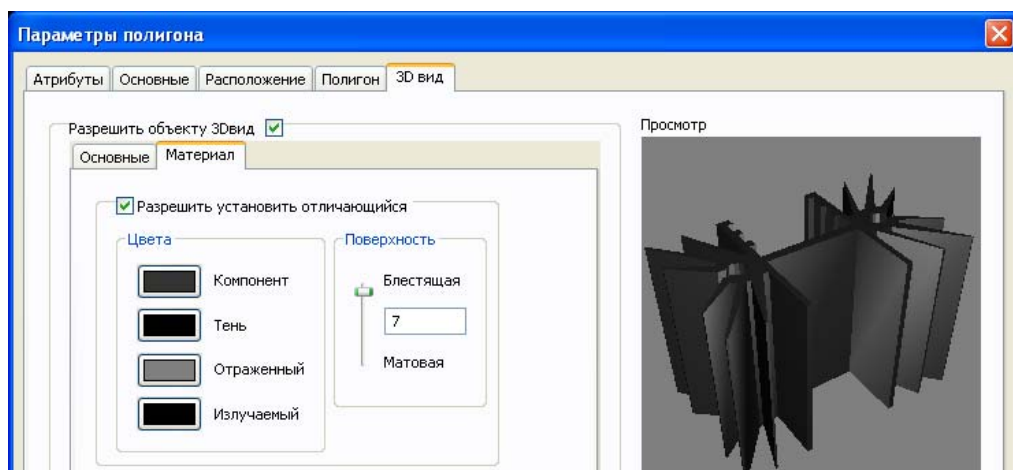 Параметры полигона
Атрибуты Основные Расположение Полигон 3D вид
Разрешить объекту 3Dвид
Просмотр
Основные Материал
Разрешить установить отличающийся
Цвета
Поверхность
Компонент
Блестящая
Тень
7
Отраженный
Матовая
Излучаемый